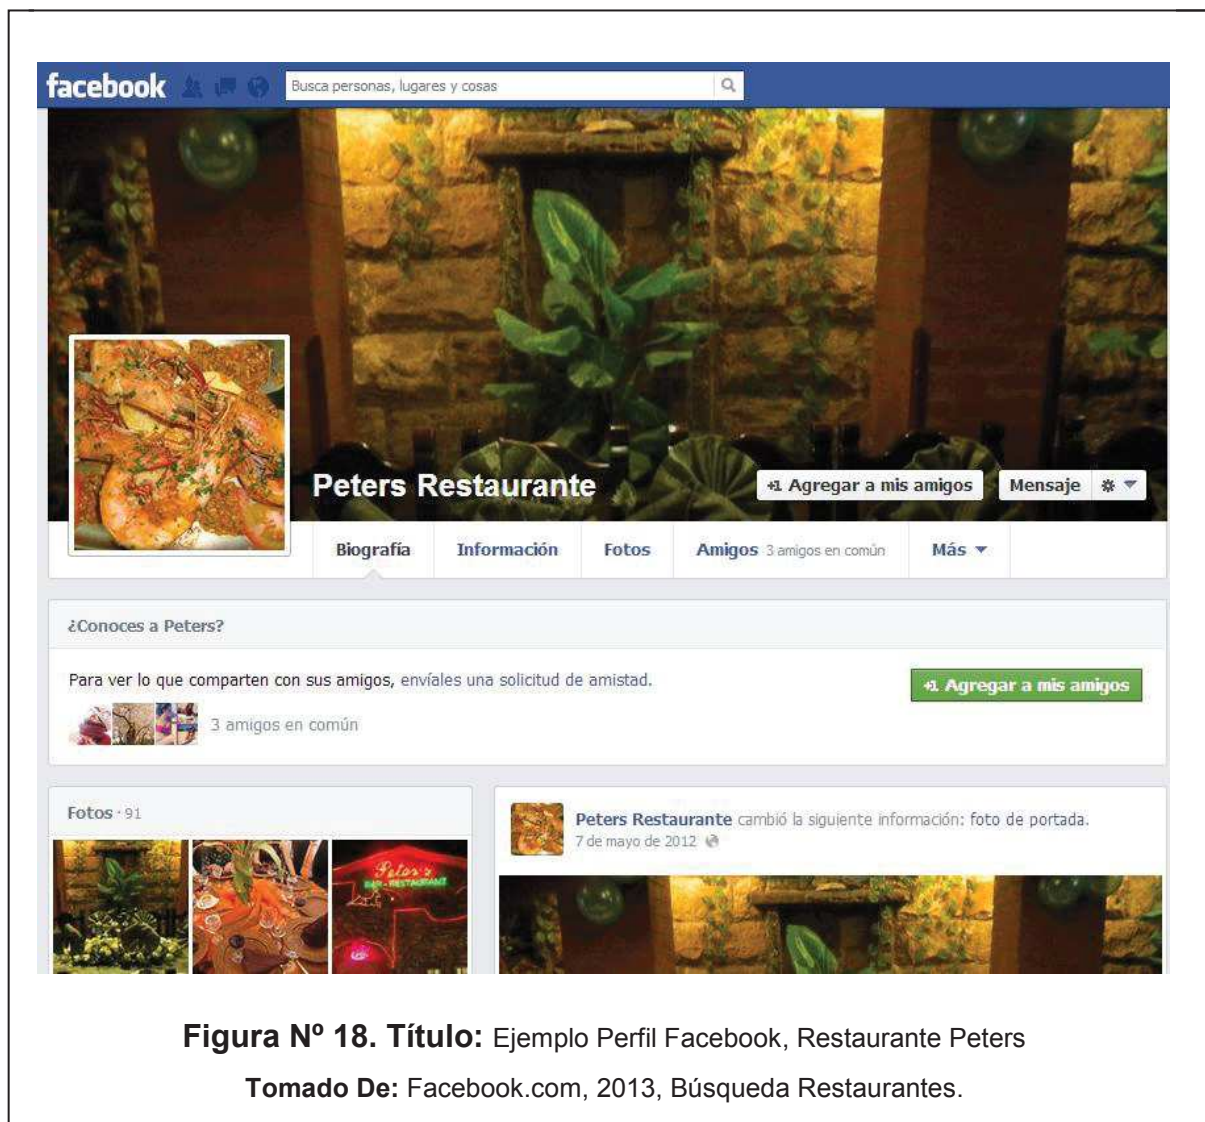 facebook Busca personas, lugares y cosas
Peters Restaurante +1 Agregar a mis amigos Mensaje
Biografía Información Fotos Amigos 3 amigos en común Más
¿Conoces a Peters?
Para ver lo que comparten con sus amigos, envíales una solicitud de amistad.
+1 Agregar a mis amigos
3 amigos en común
Fotos · 91
Peter's
BAR-RESTAURANT
Peters Restaurante cambió la siguiente información: foto de portada.
7 de mayo de 2012
Figura Nº 18. Título: Ejemplo Perfil Facebook, Restaurante Peters
Tomado De: Facebook.com, 2013, Búsqueda Restaurantes.